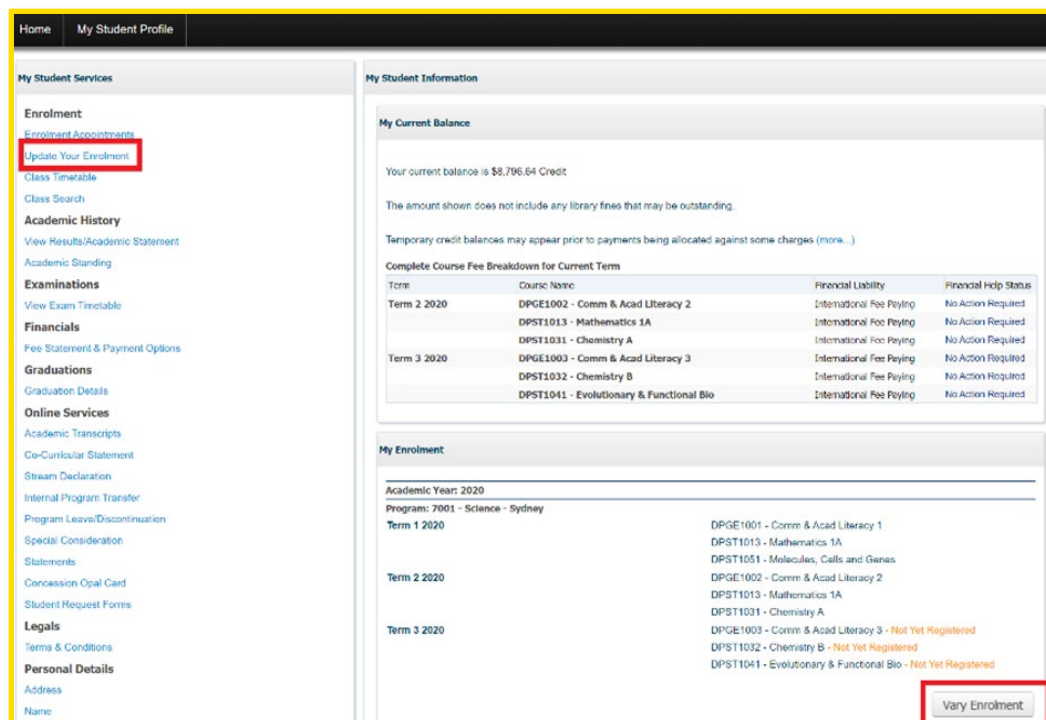 Home My Student Profile
My Student Services
Enrolment
Enrolment Appointments
Update Your Enrolment
Class Timetable
Class Search
Academic History
View Results/Academic Statement
Academic Standing
Examinations
View Exam Timetable
Financials
Fee Statement & Payment Options
Graduations
Graduation Details
Online Services
Academic Transcripts
Co-Curricular Statement
Stream Declaration
Internal Program Transfer
Program Leave/Discontinuation
Special Consideration
Statements
Concession Opal Card
Student Request Forms
Legals
Terms & Conditions
Personal Details
Address
Name
My Student Information
My Current Balance
Your current balance is $8,796.64 Credit
The amount shown does not include any library fines that may be outstanding.
Temporary credit balances may appear prior to payments being allocated against some charges (more...)
Complete Course Fee Breakdown for Current Term
Term Course Name Financial Liability Financial Help Status
Term 2 2020 DPGE1002 - Comm & Acad Literacy 2 International Fee Paying No Action Required
DPST1013 - Mathematics 1A International Fee Paying No Action Required
DPST1031 - Chemistry A International Fee Paying No Action Required
Term 3 2020 DPGE1003 - Comm & Acad Literacy 3 International Fee Paying No Action Required
DPST1032 - Chemistry B International Fee Paying No Action Required
DPST1041 - Evolutionary & Functional Bio International Fee Paying No Action Required
My Enrolment
Academic Year: 2020
Program: 7001 - Science - Sydney
Term 1 2020 DPGE1001 - Comm & Acad Literacy 1
DPST1013 - Mathematics 1A
DPST1051 - Molecules, Cells and Genes
Term 2 2020 DPGE1002 - Comm & Acad Literacy 2
DPST1013 - Mathematics 1A
DPST1031 - Chemistry A
Term 3 2020 DPGE1003 - Comm & Acad Literacy 3 - Not Yet Registered
DPST1032 - Chemistry B - Not Yet Registered
DPST1041 - Evolutionary & Functional Bio - Not Yet Registered
Vary Enrolment